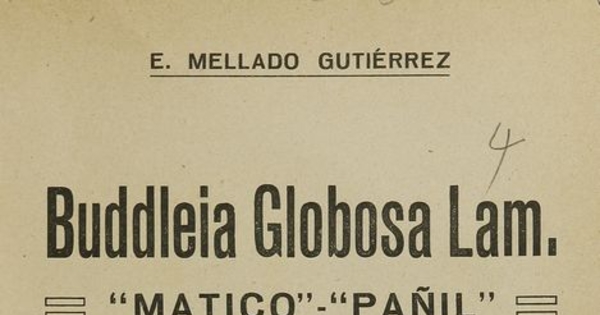 E. MELLADO GUTIÉRREZ
4
Buddleia Globosa Lam.
“MATICO”-“PAÑIL”